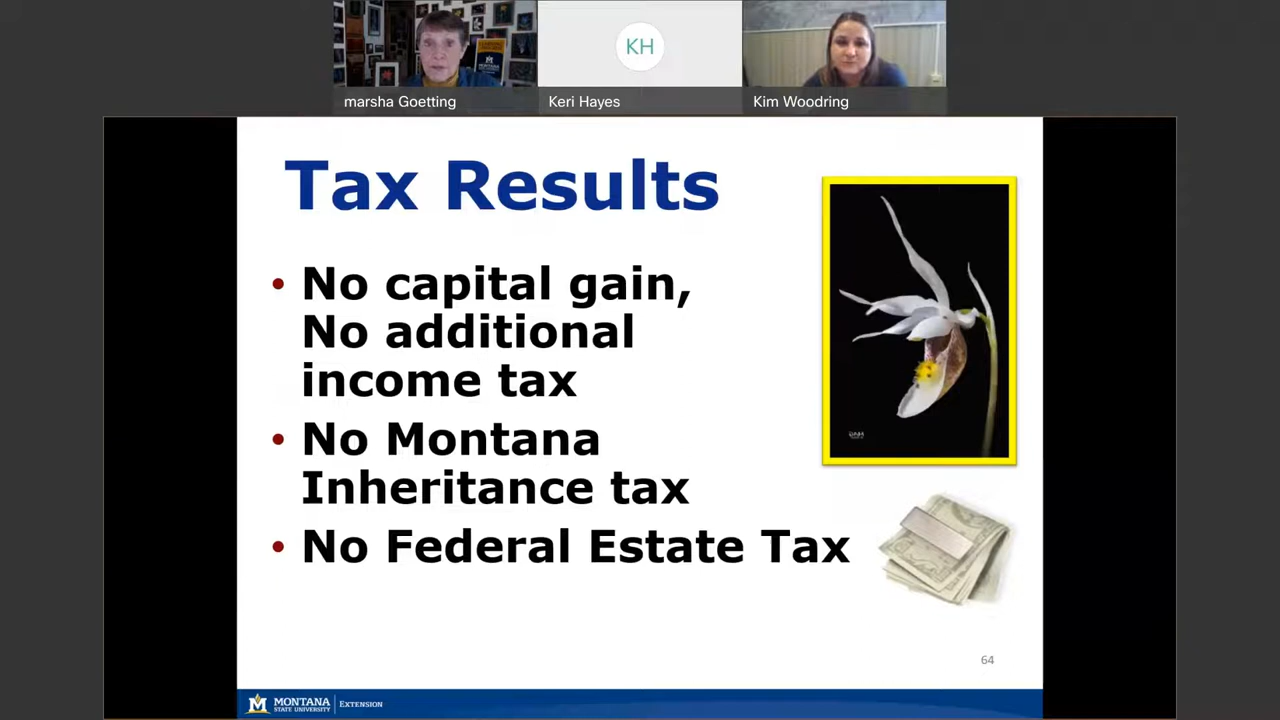 KH
marsha Goetting
Keri Hayes
Kim Woodring
Tax Results
• No capital gain,
No additional
income tax
• No Montana
Inheritance tax
• No Federal Estate Tax
64
M MONTANA
STATE UNIVERSITY
EXTENSION